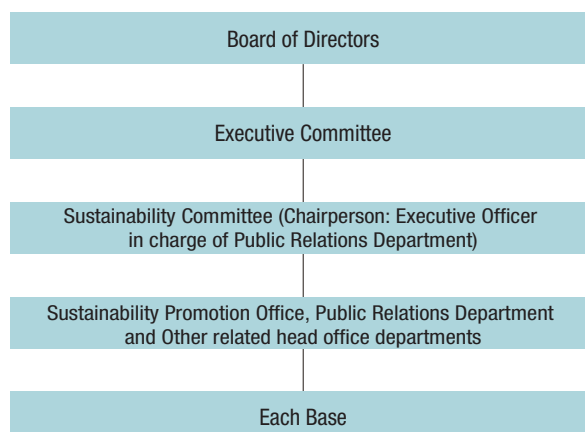 Board of Directors
Executive Committee
Sustainability Committee (Chairperson: Executive Officer
in charge of Public Relations Department)
Sustainability Promotion Office, Public Relations Department
and Other related head office departments
Each Base